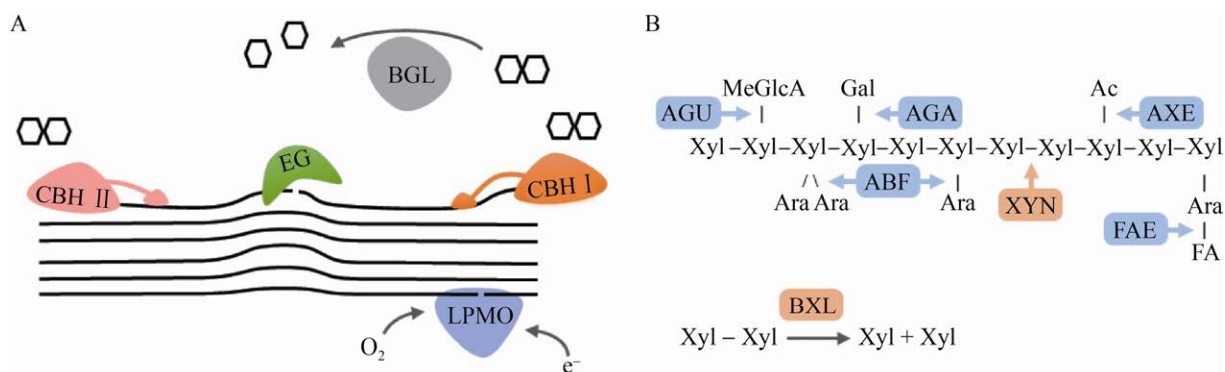 A
BGL
EG
CBH II
CBH I
LPMO
O₂
e⁻
B
MeGlcA Gal Ac
AGU AGA AXE
Xyl – Xyl – Xyl – Xyl – Xyl – Xyl – Xyl – Xyl – Xyl – Xyl – Xyl
ABF
Ara Ara Ara XYN Ara
FAE
FA
BXL
Xyl – Xyl Xyl + Xyl